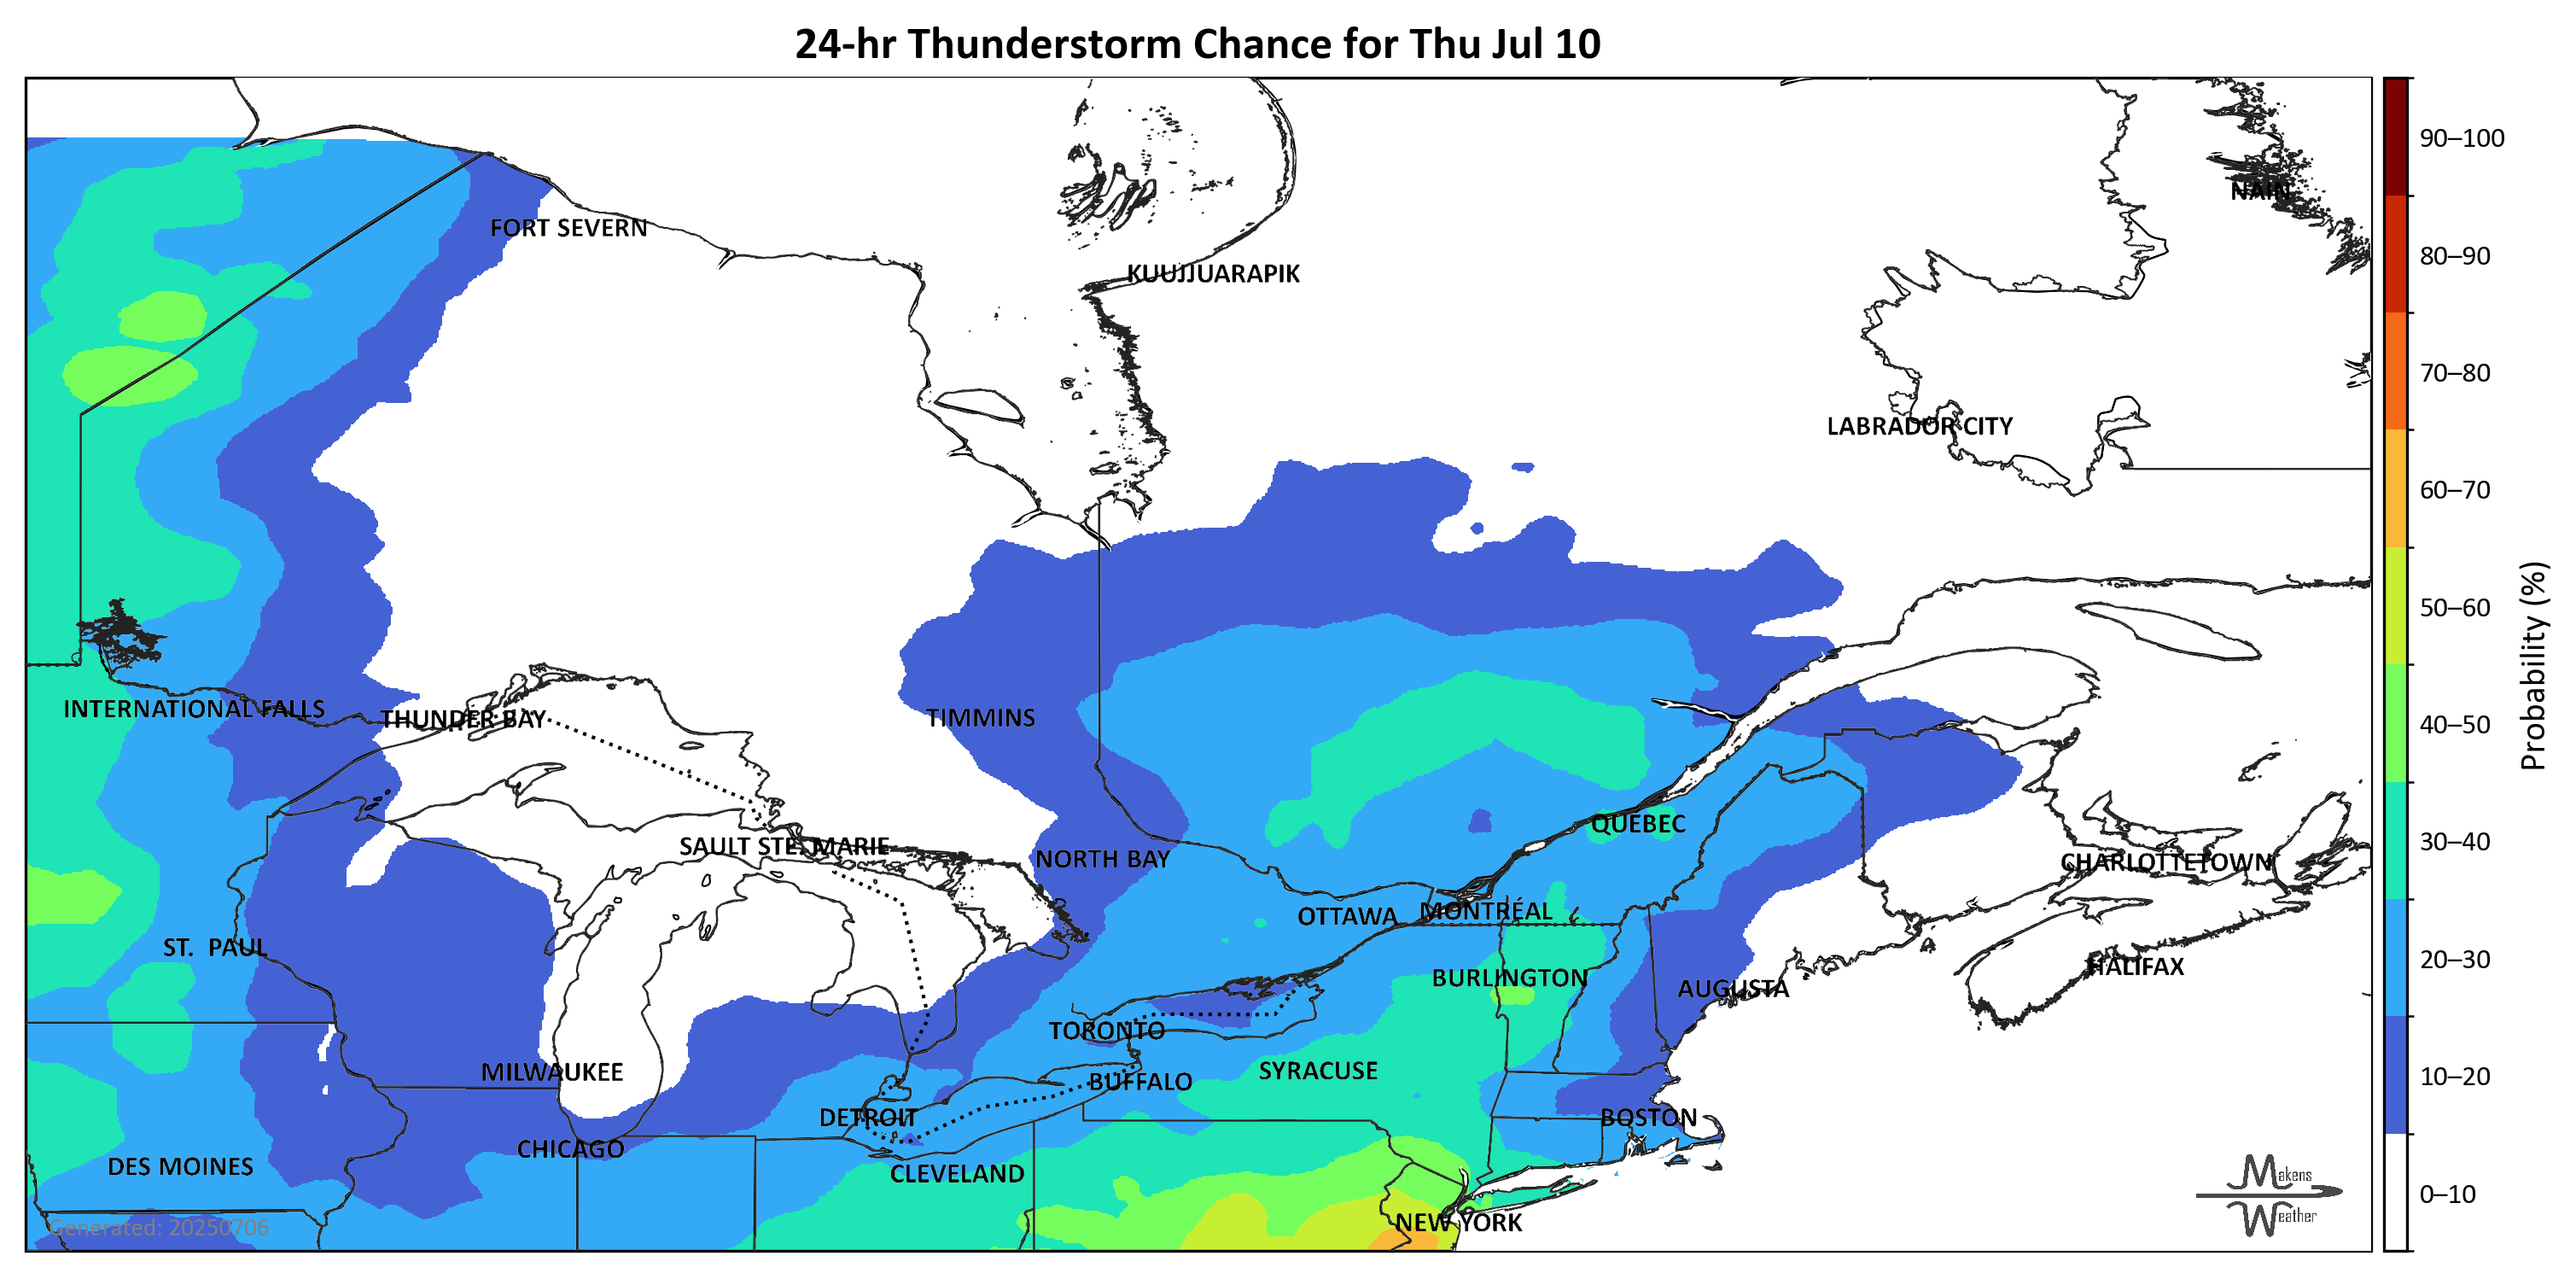 24-hr Thunderstorm Chance for Thu Jul 10
90–100
NAIN
FORT SEVERN
80–90
KUUJJUARAPIK
70–80
LABRADOR CITY
60–70
50–60
Probability (%)
INTERNATIONAL FALLS
THUNDER BAY
TIMMINS
40–50
QUEBEC
30–40
SAULT STE. MARIE
NORTH BAY
CHARLOTTETOWN
OTTAWA
MONTRÉAL
ST. PAUL
20–30
HALIFAX
BURLINGTON
AUGUSTA
TORONTO
MILWAUKEE
SYRACUSE
10–20
BUFFALO
DETROIT
BOSTON
CHICAGO
DES MOINES
CLEVELAND
Makens
Weather
0–10
NEW YORK
Generated: 20250706